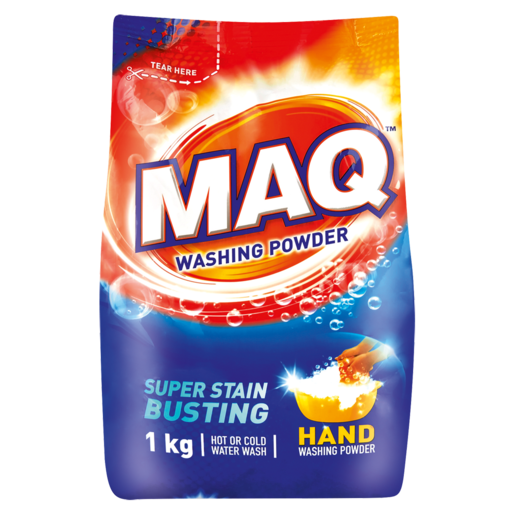 TEAR HERE
MAQ™
WASHING POWDER
SUPER STAIN
BUSTING
1 kg
HOT OR COLD
WATER WASH
HAND
WASHING POWDER